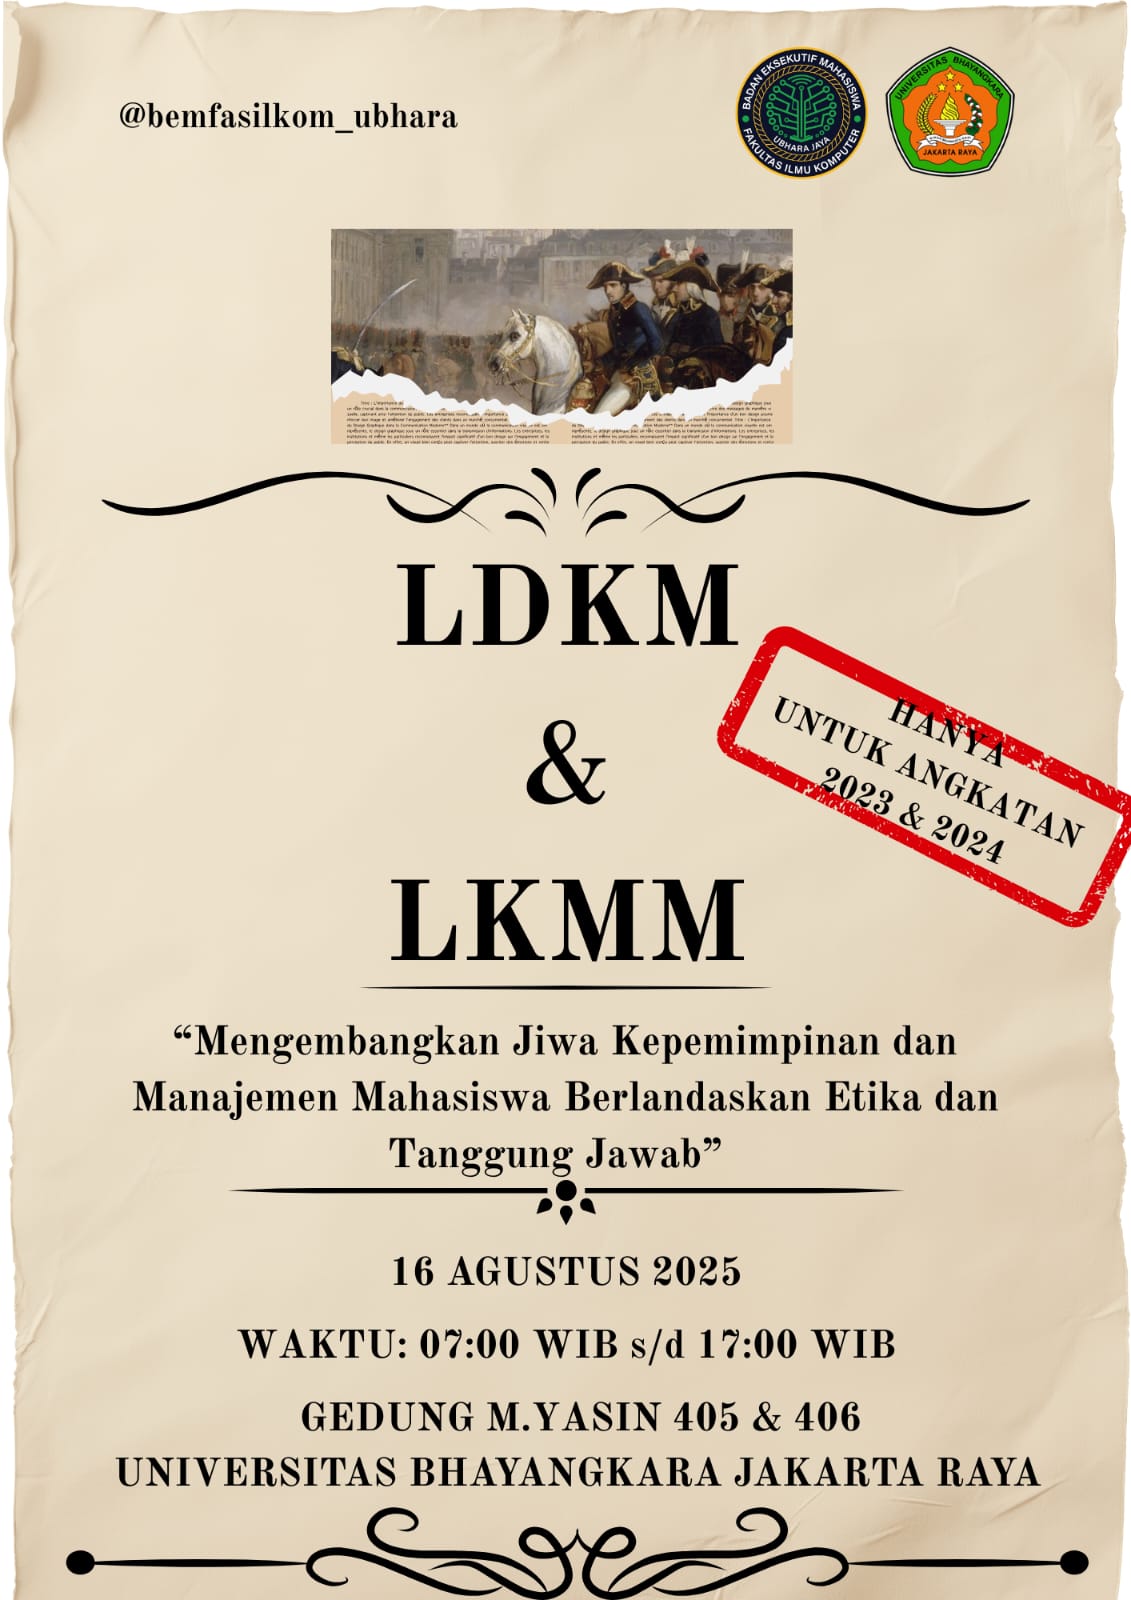 @bemfasilkom_ubhara
BADAN EKSEKUTIF MAHASISWA
UBHARA JAYA
FAKULTAS ILMU KOMPUTER
UNIVERSITAS BHAYANGKARA
JAKARTA RAYA
LDKM
&
LKMM
HANYA
UNTUK ANGKATAN
2023 & 2024
“Mengembangkan Jiwa Kepemimpinan dan
Manajemen Mahasiswa Berlandaskan Etika dan
Tanggung Jawab”
16 AGUSTUS 2025
WAKTU: 07:00 WIB s/d 17:00 WIB
GEDUNG M.YASIN 405 & 406
UNIVERSITAS BHAYANGKARA JAKARTA RAYA